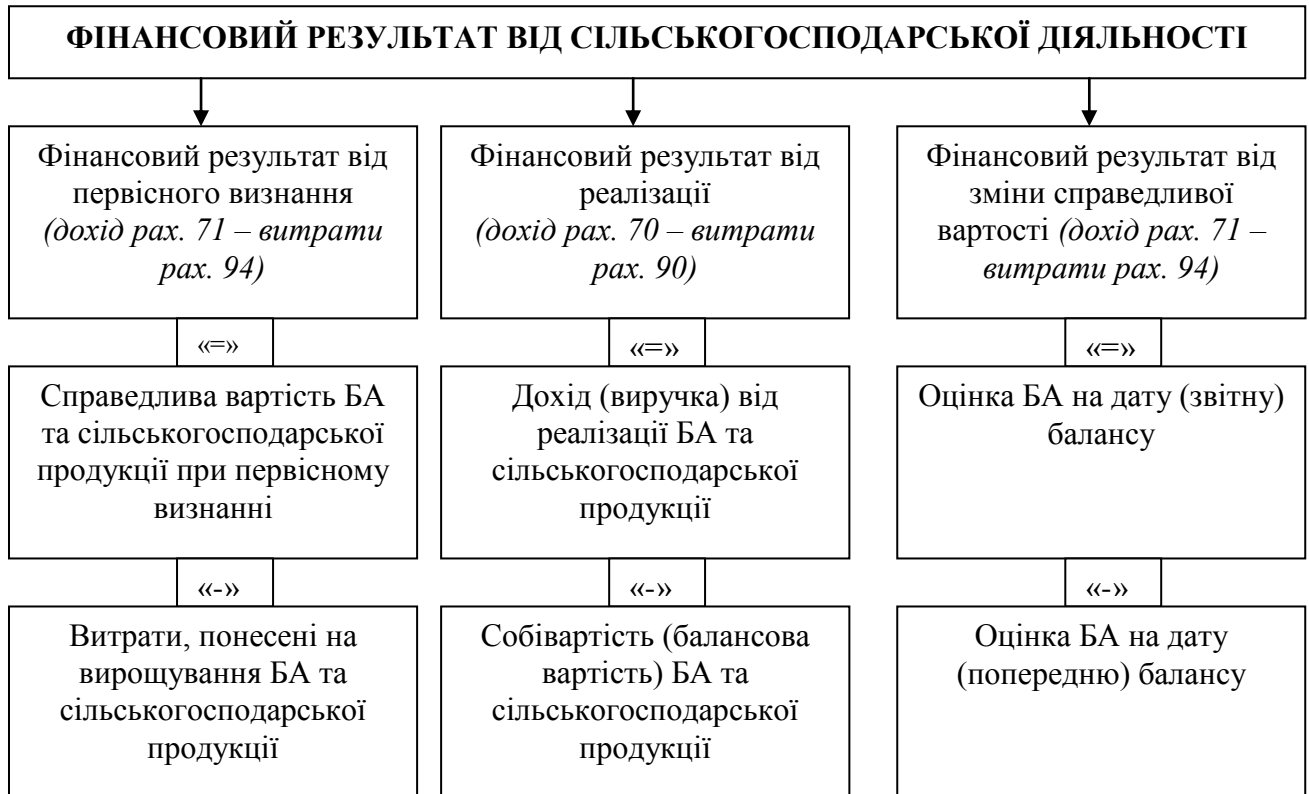 ФІНАНСОВИЙ РЕЗУЛЬТАТ ВІД СІЛЬСЬКОГОСПОДАРСЬКОЇ ДІЯЛЬНОСТІ
Фінансовий результат від
первісного визнання
(дохід рах. 71 – витрати
рах. 94)
«=»
Справедлива вартість БА
та сільськогосподарської
продукції при первісному
визнанні
«-»
Витрати, понесені на
вирощування БА та
сільськогосподарської
продукції
Фінансовий результат від
реалізації
(дохід рах. 70 – витрати
рах. 90)
«=»
Дохід (виручка) від
реалізації БА та
сільськогосподарської
продукції
«-»
Собівартість (балансова
вартість) БА та
сільськогосподарської
продукції
Фінансовий результат від
зміни справедливої
вартості (дохід рах. 71 –
витрати рах. 94)
«=»
Оцінка БА на дату (звітну)
балансу
«-»
Оцінка БА на дату
(попередню) балансу